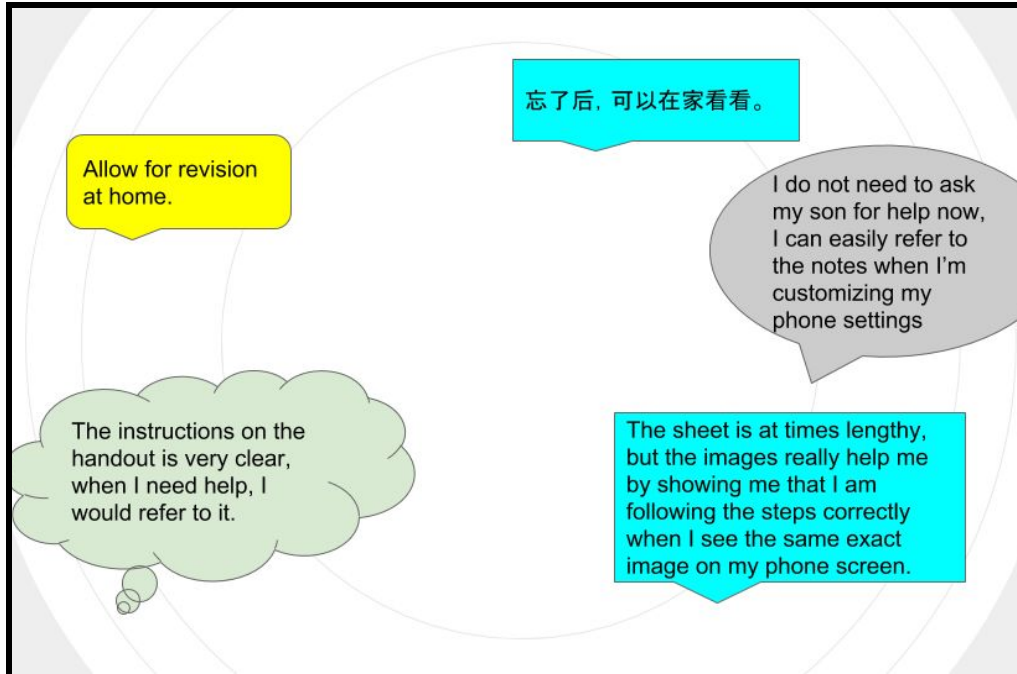 忘了后, 可以在家看看。
Allow for revision
at home.
I do not need to ask
my son for help now,
I can easily refer to
the notes when I’m
customizing my
phone settings
The instructions on the
handout is very clear,
when I need help, I
would refer to it.
The sheet is at times lengthy,
but the images really help me
by showing me that I am
following the steps correctly
when I see the same exact
image on my phone screen.